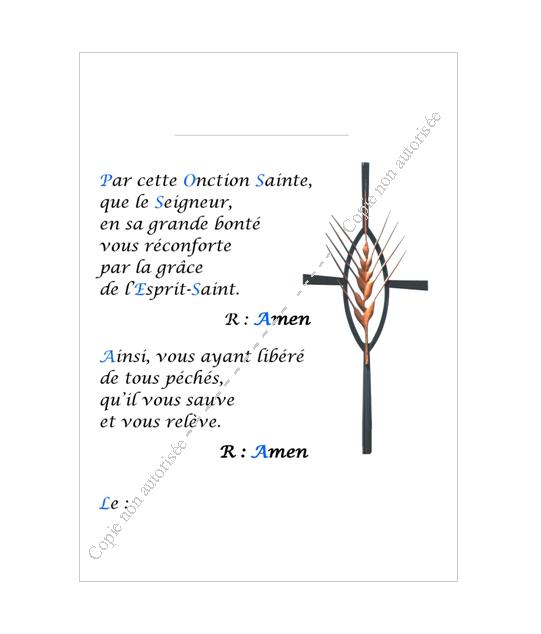 Par cette Onction Sainte,
que le Seigneur,
en sa grande bonté
vous réconforte
par la grâce
de l'Esprit-Saint.
R : Amen
Ainsi, vous ayant libéré
de tous péchés,
qu'il vous sauve
et vous relève.
R : Amen
Le :
Copie non autorisée - - - - - - - - - - - - Copie non autorisée